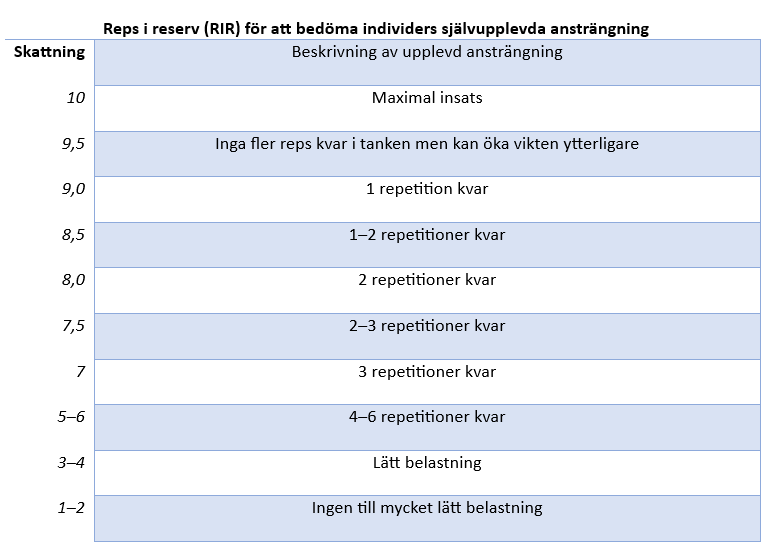 Reps i reserv (RIR) för att bedöma individers självupplevda ansträngning
Skattning Beskrivning av upplevd ansträngning
10 Maximal insats
9,5 Inga fler reps kvar i tanken men kan öka vikten ytterligare
9,0 1 repetition kvar
8,5 1–2 repetitioner kvar
8,0 2 repetitioner kvar
7,5 2–3 repetitioner kvar
7 3 repetitioner kvar
5–6 4–6 repetitioner kvar
3–4 Lätt belastning
1–2 Ingen till mycket lätt belastning